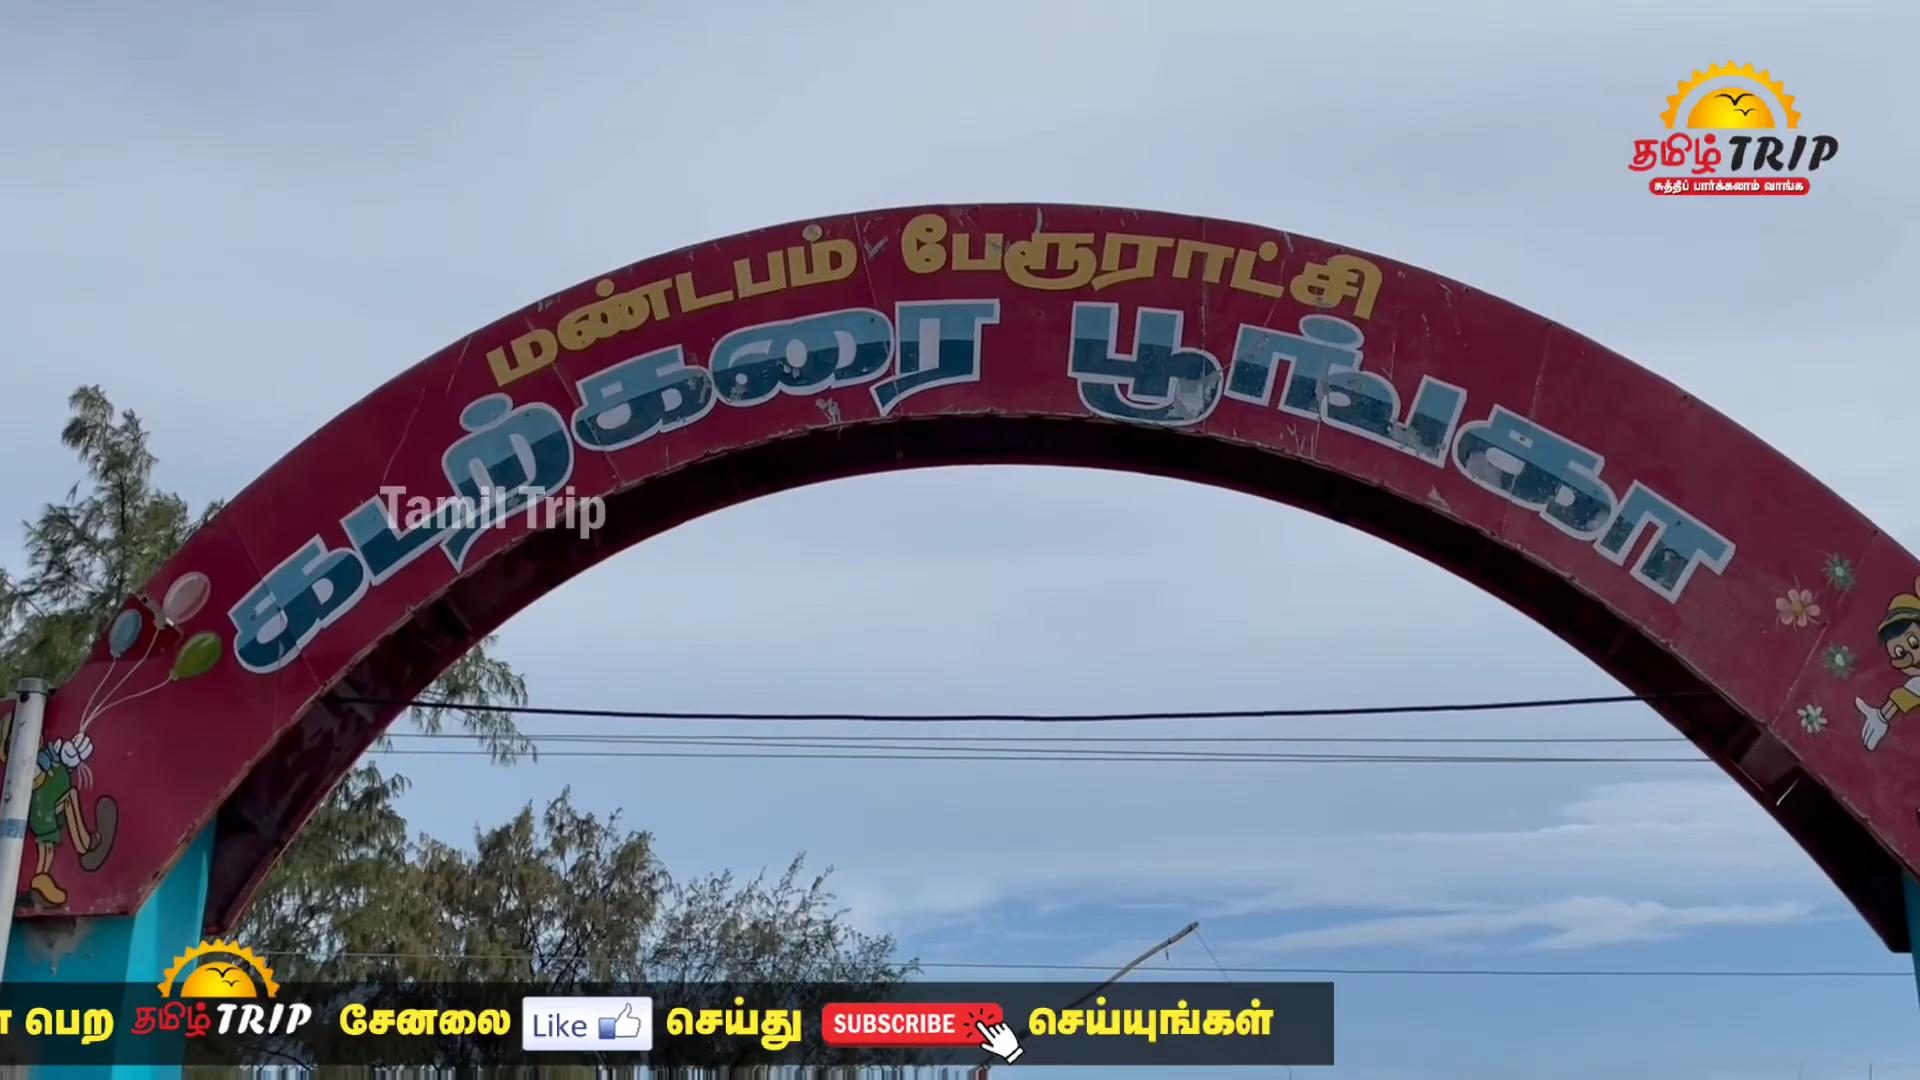 தமிழ் TRIP
சுத்திப் பார்க்கலாம் வாங்க
மண்டபம் பேரூராட்சி
கடற்கரை பூங்கா
Tamil Trip
பெற தமிழ் TRIP சேனலை Like செய்து SUBSCRIBE செய்யுங்கள்